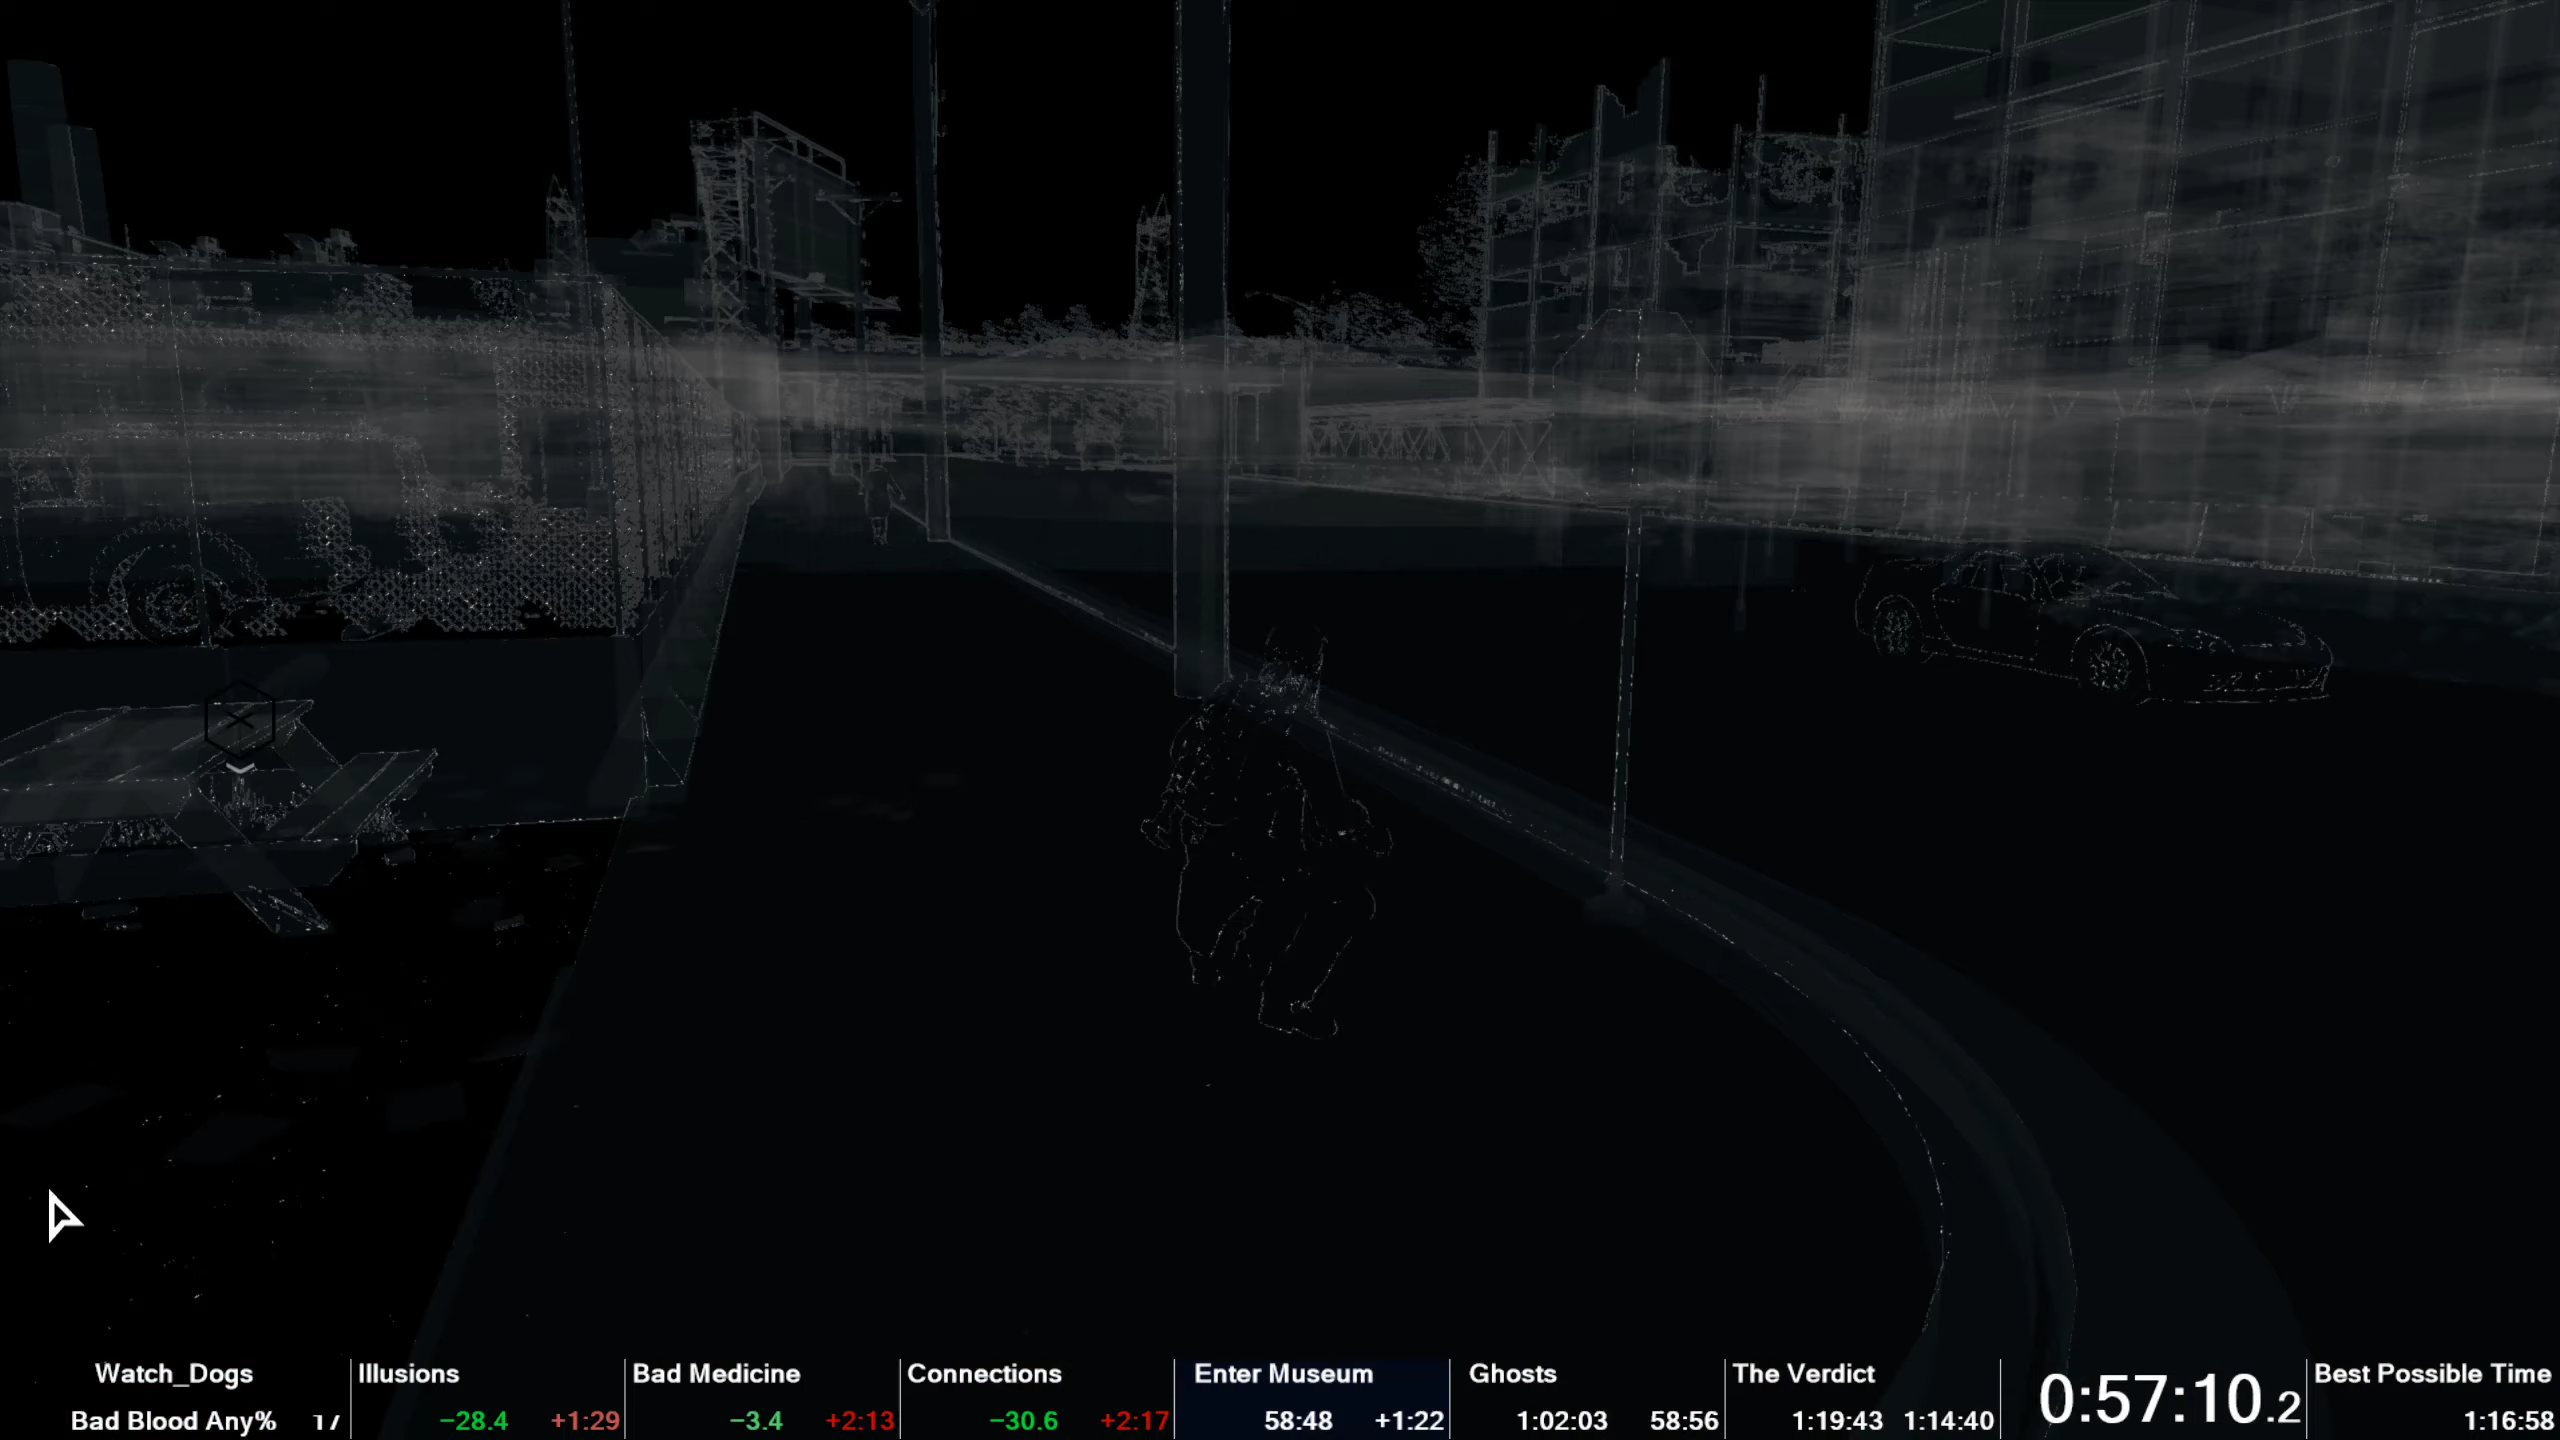 Watch_Dogs
Bad Blood Any% 17
Illusions
−28.4 +1:29
Bad Medicine
−3.4 +2:13
Connections
−30.6 +2:17
Enter Museum
58:48 +1:22
Ghosts
1:02:03 58:56
The Verdict
1:19:43 1:14:40
0:57:10.2
Best Possible Time
1:16:58